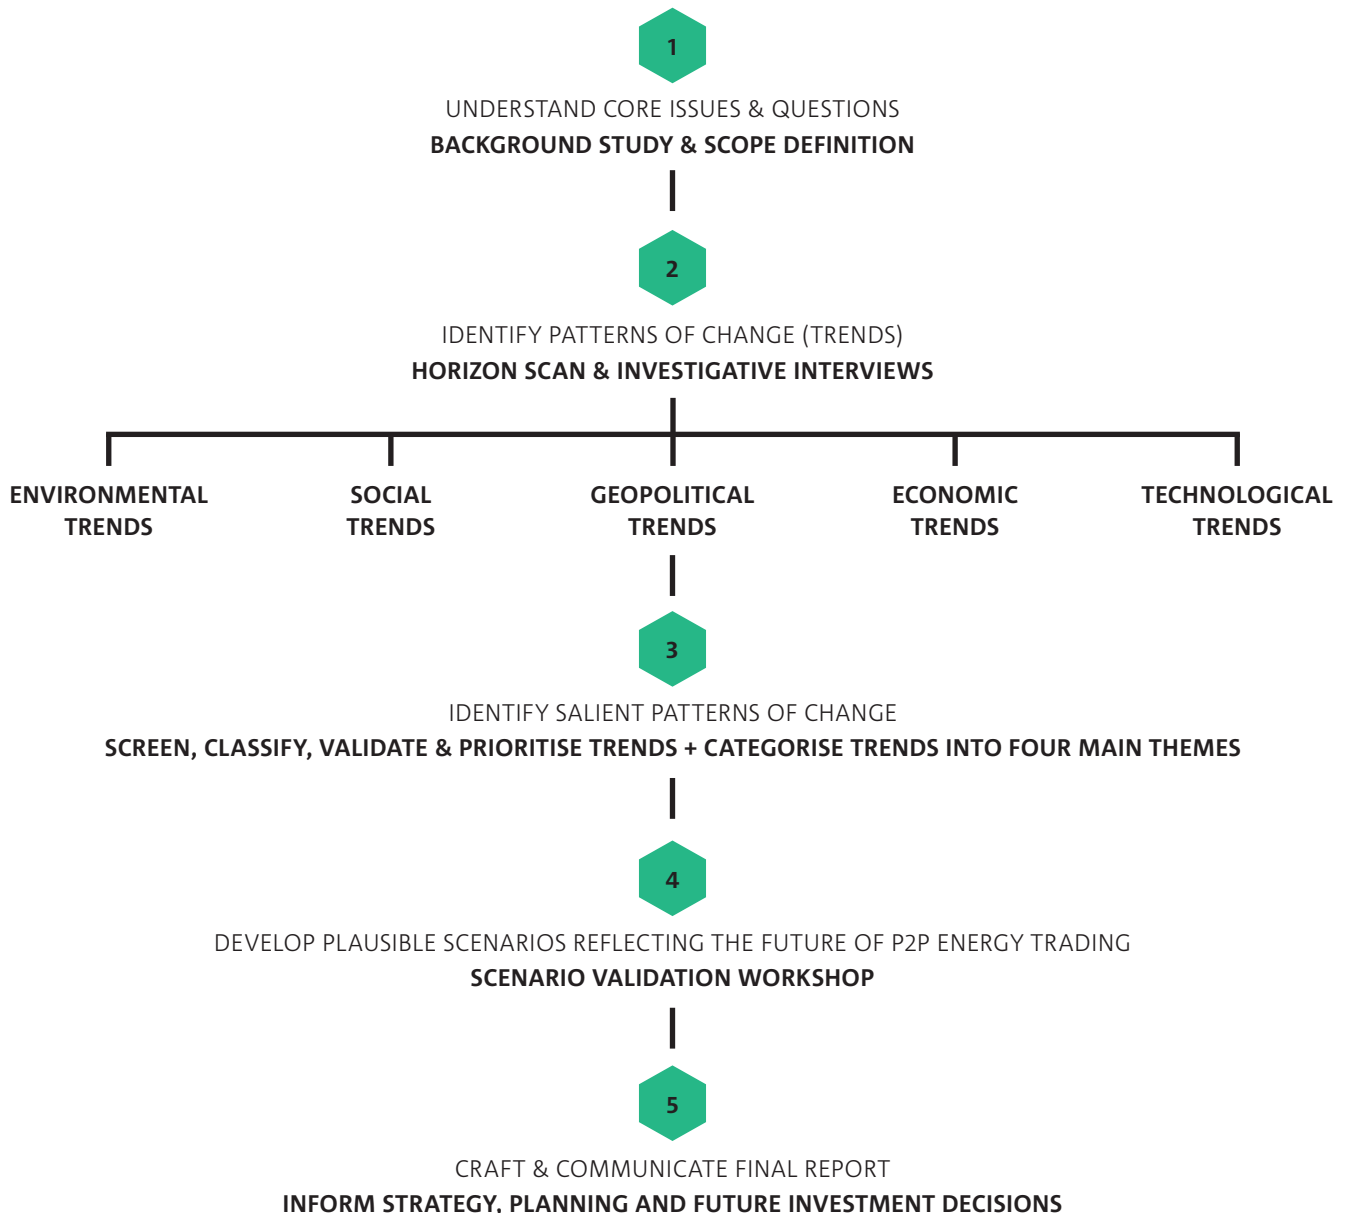 1
UNDERSTAND CORE ISSUES & QUESTIONS
BACKGROUND STUDY & SCOPE DEFINITION
2
IDENTIFY PATTERNS OF CHANGE (TRENDS)
HORIZON SCAN & INVESTIGATIVE INTERVIEWS
ENVIRONMENTAL TRENDS
SOCIAL TRENDS
GEOPOLITICAL TRENDS
ECONOMIC TRENDS
TECHNOLOGICAL TRENDS
3
IDENTIFY SALIENT PATTERNS OF CHANGE
SCREEN, CLASSIFY, VALIDATE & PRIORITISE TRENDS + CATEGORISE TRENDS INTO FOUR MAIN THEMES
4
DEVELOP PLAUSIBLE SCENARIOS REFLECTING THE FUTURE OF P2P ENERGY TRADING
SCENARIO VALIDATION WORKSHOP
5
CRAFT & COMMUNICATE FINAL REPORT
INFORM STRATEGY, PLANNING AND FUTURE INVESTMENT DECISIONS